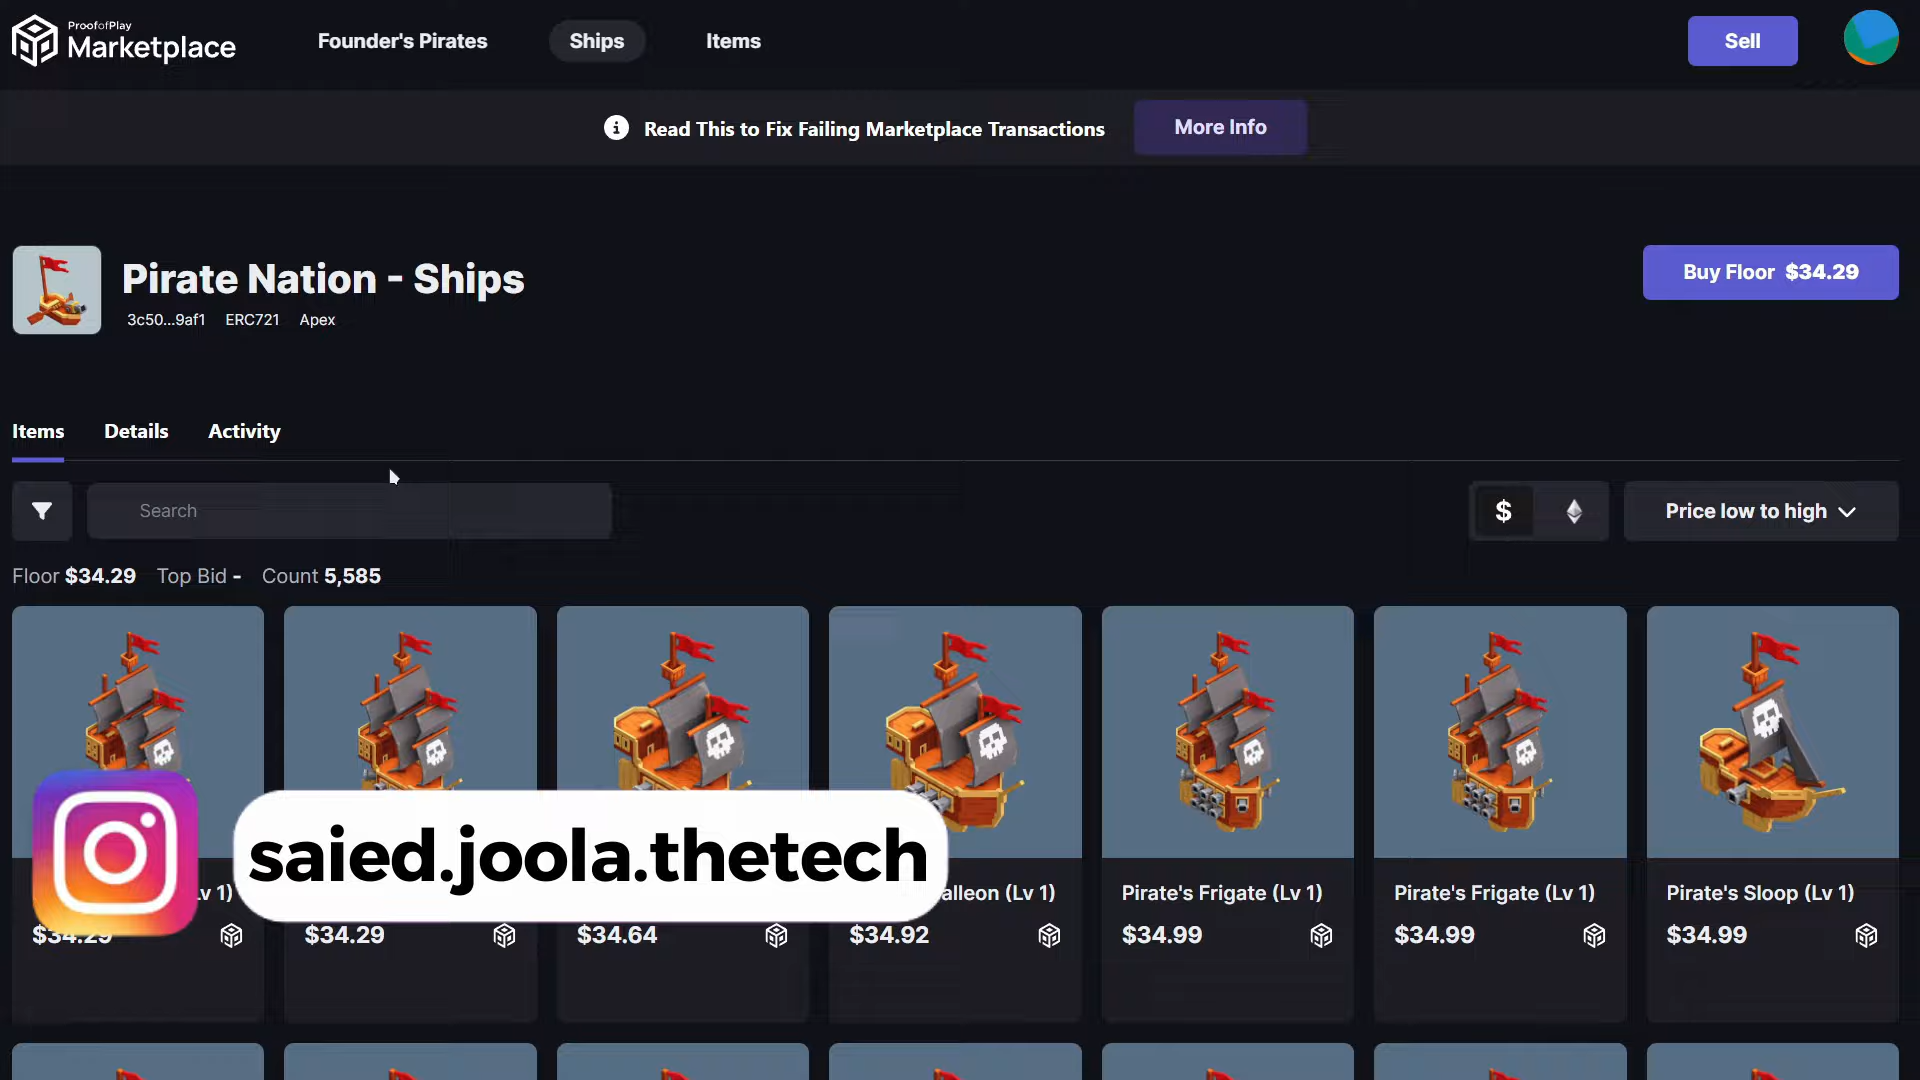 ProofofPlay
Marketplace
Founder's Pirates
Ships
Items
Sell
Read This to Fix Failing Marketplace Transactions
More Info
Pirate Nation - Ships
3c50...9af1 ERC721 Apex
Buy Floor $34.29
Items
Details
Activity
Search
$
Price low to high
Floor $34.29 Top Bid - Count 5,585
saied.joola.thetech
Lv 1)
alleon (Lv 1)
Pirate's Frigate (Lv 1)
Pirate's Frigate (Lv 1)
Pirate's Sloop (Lv 1)
$34.29
$34.29
$34.64
$34.92
$34.99
$34.99
$34.99